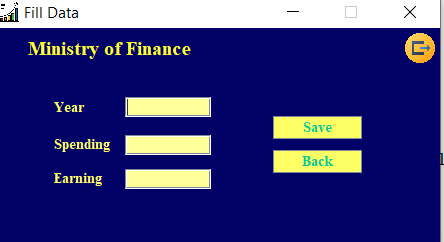 Fill Data
Ministry of Finance
Year
Spending
Save
Earning
Back